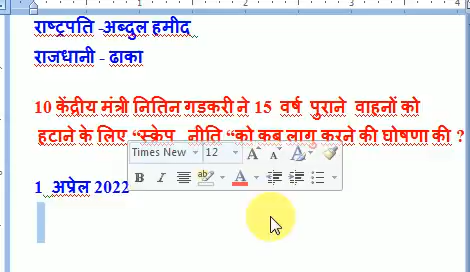 राष्ट्रपति -अब्दुल हमीद
राजधानी - ढाका
10 केंद्रीय मंत्री नितिन गडकरी ने 15 वर्ष पुराने वाहनों को
हटाने के लिए “स्क्रेप नीति “को कब लाग करने की घोषणा की ?
Times New
12
A A
B I A
1 अप्रेल 2022